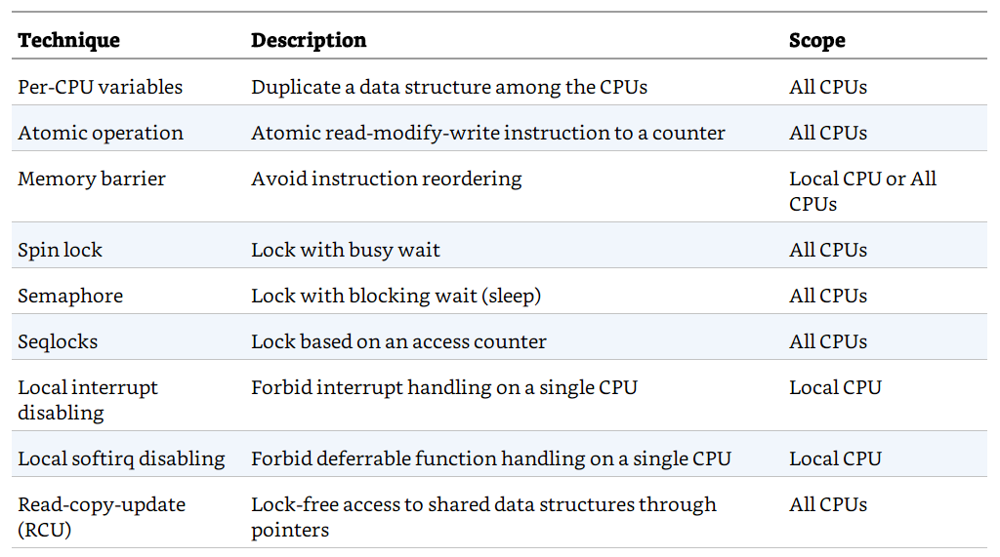 Technique Description Scope
Per-CPU variables Duplicate a data structure among the CPUs All CPUs
Atomic operation Atomic read-modify-write instruction to a counter All CPUs
Memory barrier Avoid instruction reordering Local CPU or All
CPUs
Spin lock Lock with busy wait All CPUs
Semaphore Lock with blocking wait (sleep) All CPUs
Seqlocks Lock based on an access counter All CPUs
Local interrupt Forbid interrupt handling on a single CPU Local CPU
disabling
Local softirq disabling Forbid deferrable function handling on a single CPU Local CPU
Read-copy-update Lock-free access to shared data structures through All CPUs
(RCU) pointers